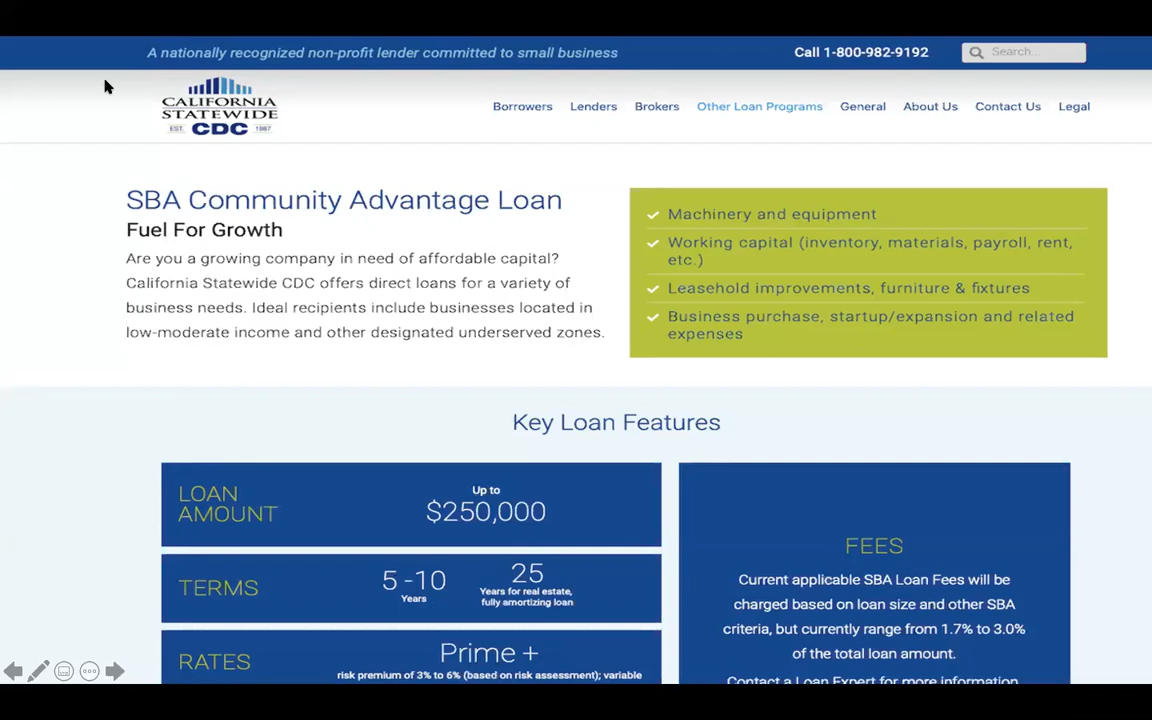 A nationally recognized non-profit lender committed to small business
Call 1-800-982-9192
Search...
CALIFORNIA
STATEWIDE
EST. CDC 1987
Borrowers
Lenders
Brokers
Other Loan Programs
General
About Us
Contact Us
Legal
SBA Community Advantage Loan
Fuel For Growth
Are you a growing company in need of affordable capital?
California Statewide CDC offers direct loans for a variety of
business needs. Ideal recipients include businesses located in
low-moderate income and other designated underserved zones.
Machinery and equipment
Working capital (inventory, materials, payroll, rent,
etc.)
Leasehold improvements, furniture & fixtures
Business purchase, startup/expansion and related
expenses
Key Loan Features
LOAN
AMOUNT
Up to
$250,000
TERMS
5 -10
Years
25
Years for real estate,
fully amortizing loan
RATES
Prime +
risk premium of 3% to 6% (based on risk assessment); variable
FEES
Current applicable SBA Loan Fees will be
charged based on loan size and other SBA
criteria, but currently range from 1.7% to 3.0%
of the total loan amount.
Contact a Loan Expert for more information